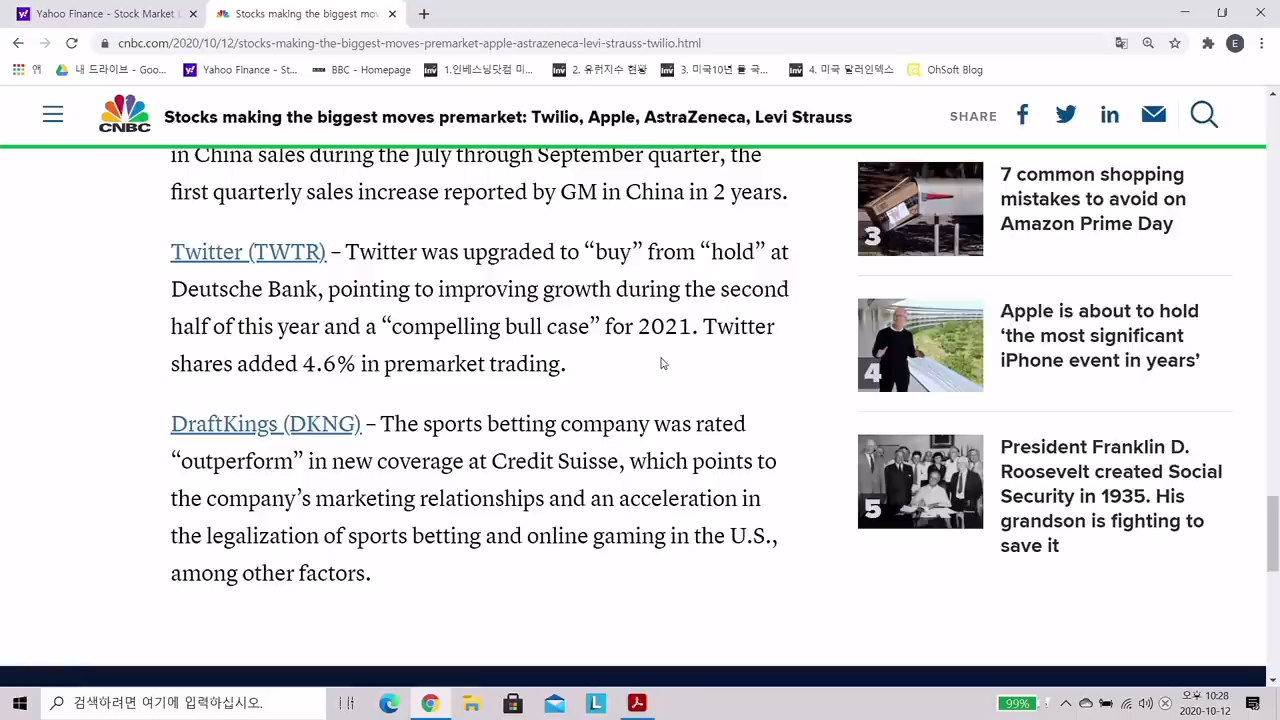 Yahoo Finance - Stock Market L
Stocks making the biggest mov
cnbc.com/2020/10/12/stocks-making-the-biggest-moves-premarket-apple-astrazeneca-levi-strauss-twilio.html
E
앱
내 드라이브 - Goo...
Yahoo FInance - St...
BBC - Homepage
1.인베스닝닷컴 미...
2. 유럽지수 현황
3. 미국10년 물 국...
4. 미국 달러인덱스
OhSoft Blog
CNBC
Stocks making the biggest moves premarket: Twilio, Apple, AstraZeneca, Levi Strauss
SHARE
in China sales during the July through September quarter, the
first quarterly sales increase reported by GM in China in 2 years.
Twitter (TWTR) – Twitter was upgraded to “buy” from “hold” at
Deutsche Bank, pointing to improving growth during the second
half of this year and a “compelling bull case” for 2021. Twitter
shares added 4.6% in premarket trading.
DraftKings (DKNG) – The sports betting company was rated
“outperform” in new coverage at Credit Suisse, which points to
the company’s marketing relationships and an acceleration in
the legalization of sports betting and online gaming in the U.S.,
among other factors.
3
7 common shopping
mistakes to avoid on
Amazon Prime Day
4
Apple is about to hold
‘the most significant
iPhone event in years’
5
President Franklin D.
Roosevelt created Social
Security in 1935. His
grandson is fighting to
save it
검색하려면 여기에 입력하십시오.
99%
오후 10:28
2020-10-12